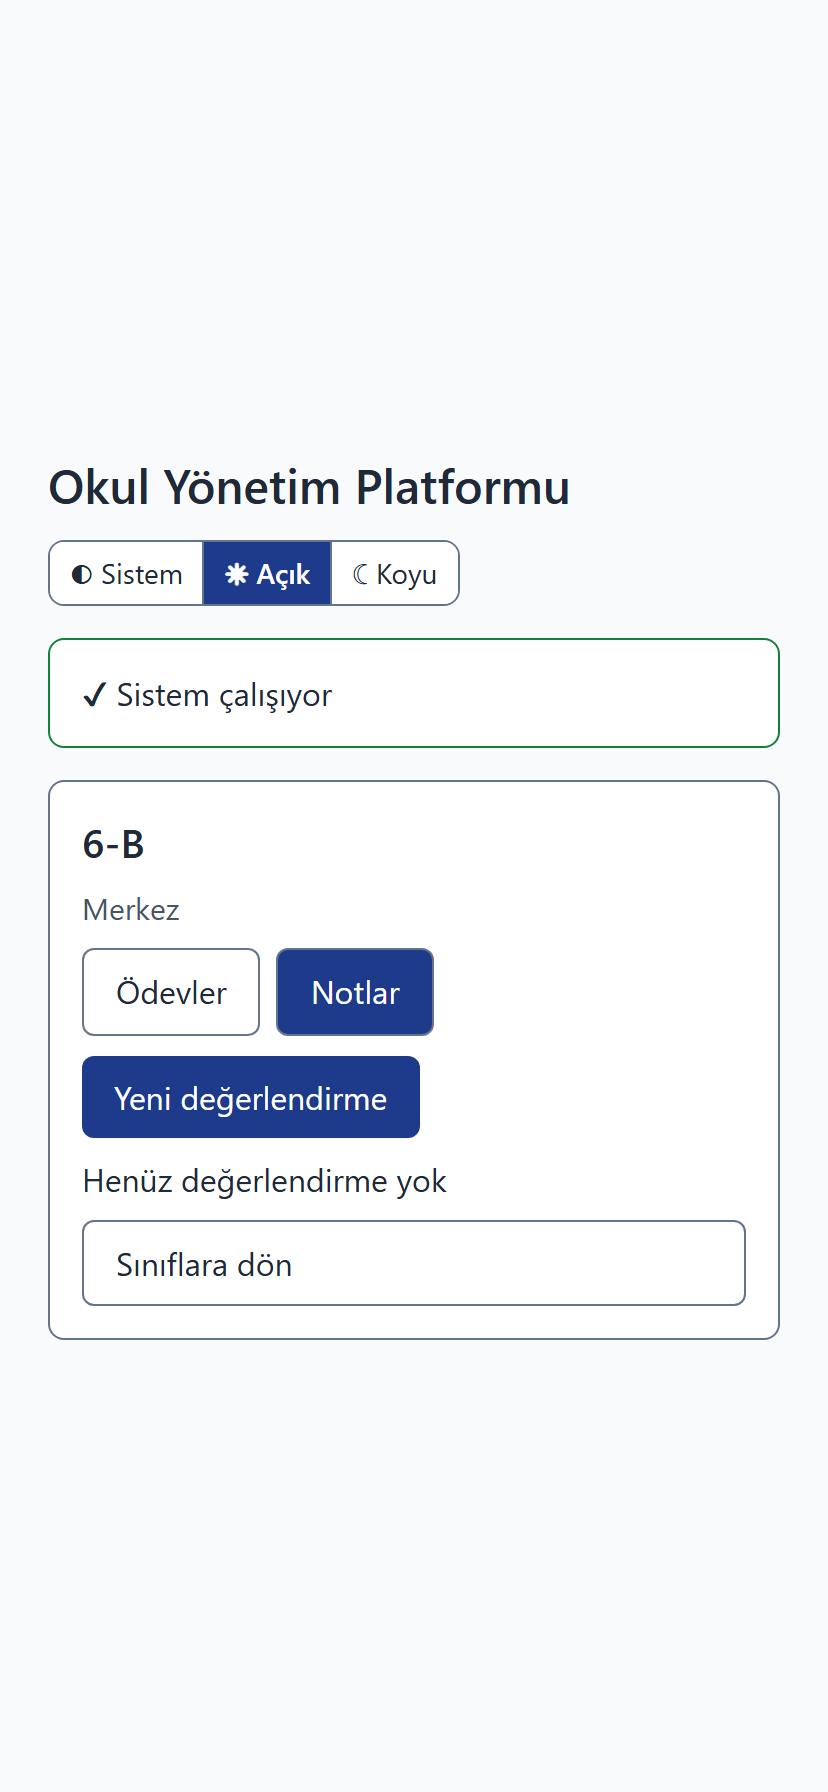 Okul Yönetim Platformu
◐ Sistem ✱ Açık ☾ Koyu
✓ Sistem çalışıyor
6-B
Merkez
Ödevler Notlar
Yeni değerlendirme
Henüz değerlendirme yok
Sınıflara dön